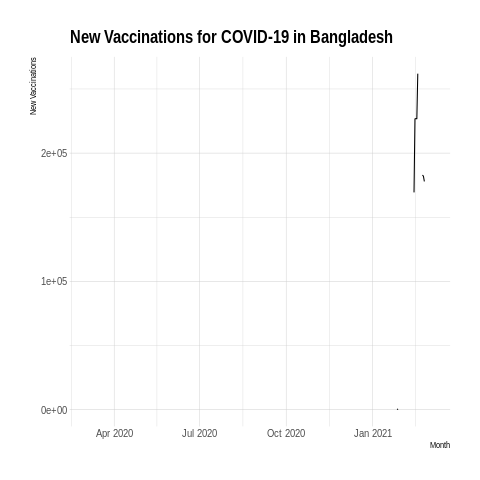 New Vaccinations for COVID-19 in Bangladesh
New Vaccinations
2e+05
1e+05
0e+00
Apr 2020
Jul 2020
Oct 2020
Jan 2021
Month